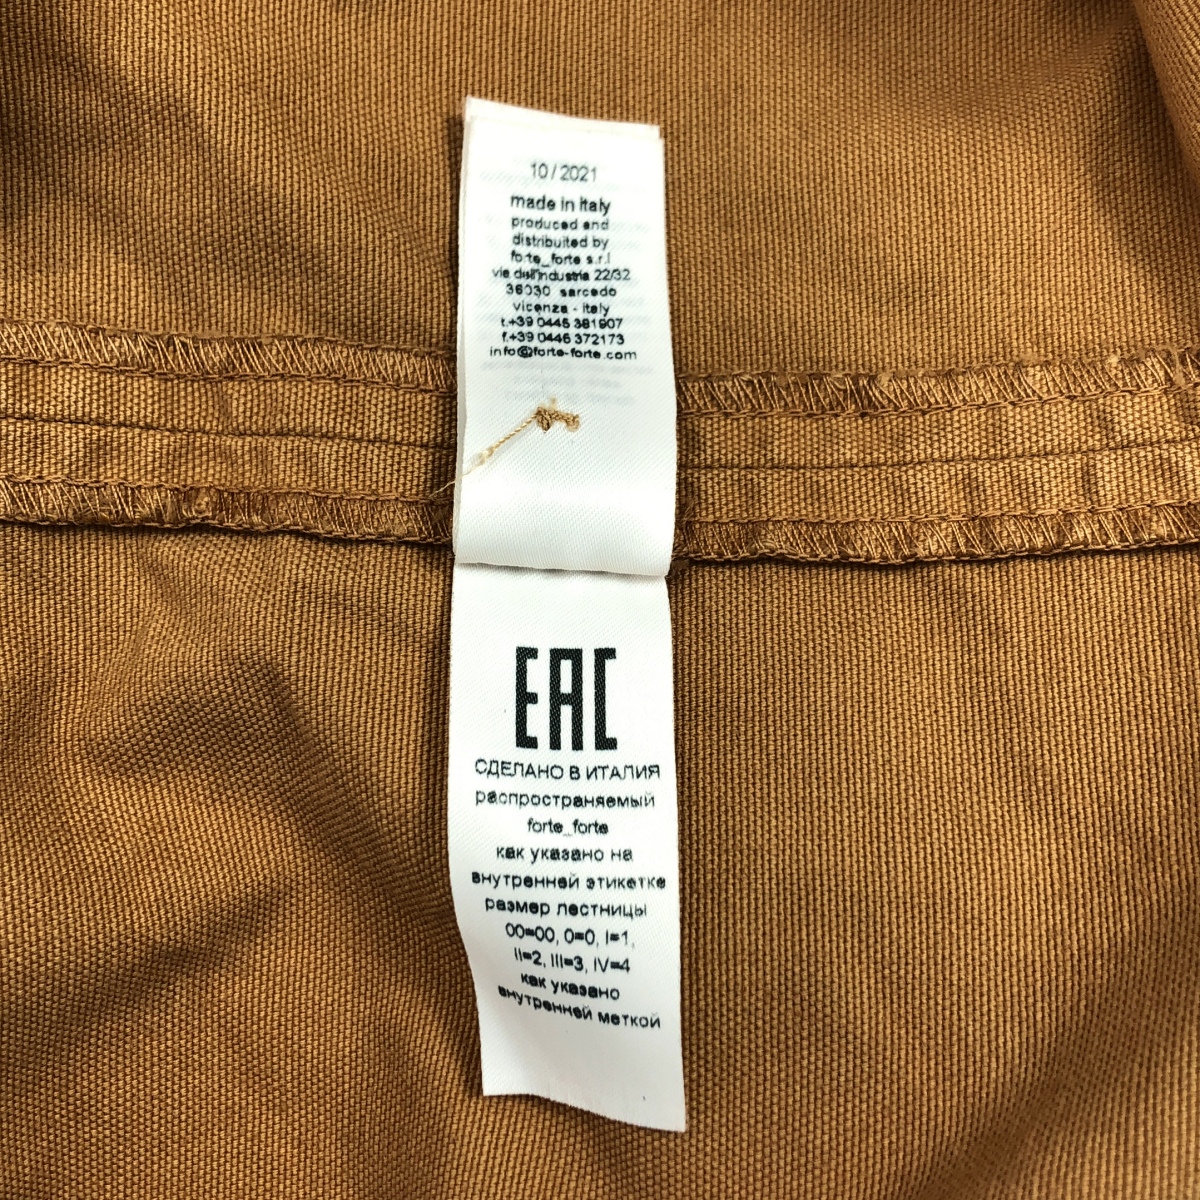 10 / 2021
made in italy
produced and
distribuited by
forte_forte s.r.l
via dell'industria 22/32
36030 sarcedo
vicenza - italy
t.+39 0445 381907
f.+39 0446 372173
info@forte-forte.com
EAC
СДЕЛАНО В ИТАЛИЯ
распространяемый
forte_forte
как указано на
внутренней этикетке
размер лестницы
00=00, 0=0, I=1,
II=2, III=3, IV=4
как указано
внутренней меткой